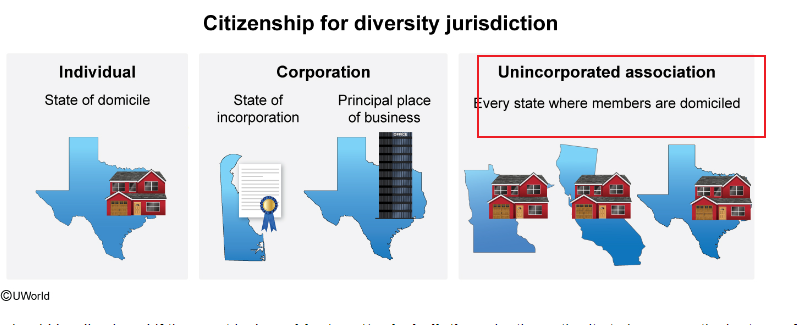 Citizenship for diversity jurisdiction
Individual
State of domicile
Corporation
State of
incorporation
Principal place
of business
OFFICE
Unincorporated association
Every state where members are domiciled
©UWorld